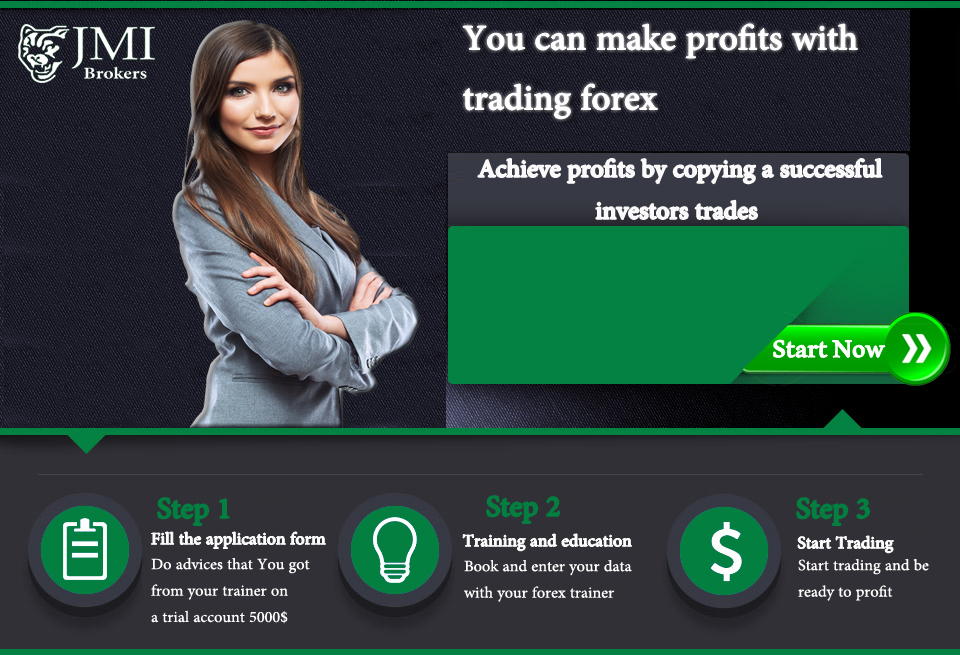 JMI
Brokers
You can make profits with
trading forex
Achieve profits by copying a successful
investors trades
Start Now
Step 1
Fill the application form
Do advices that You got
from your trainer on
a trial account 5000$
Step 2
Training and education
Book and enter your data
with your forex trainer
$
Step 3
Start Trading
Start trading and be
ready to profit